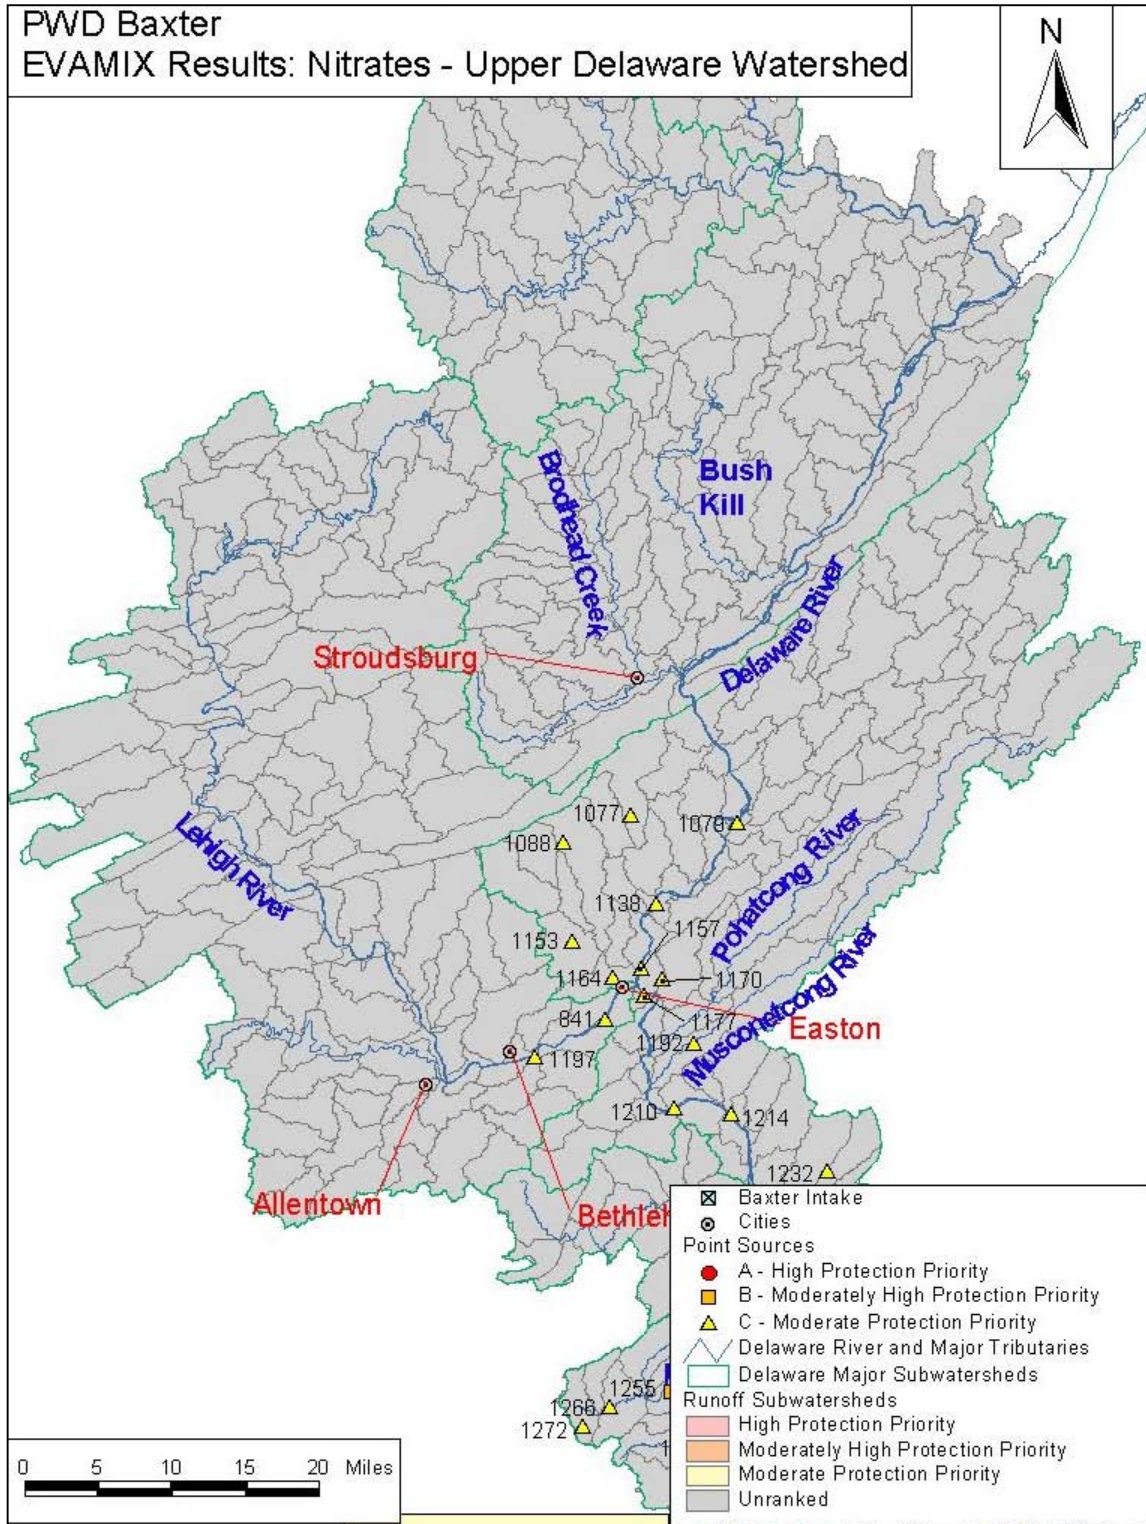 PWD Baxter
EVAMIX Results: Nitrates - Upper Delaware Watershed
N
Brodhead Creek
Bush
Kill
Stroudsburg
Delaware River
1077
1078
1088
Lehigh River
Pohatcong River
1138
1157
1153
1164
1170
841
1177
Easton
1192
Musconetcong River
1197
1210
1214
1232
Allentown
Bethleh
1255
1266
1272
Baxter Intake
Cities
Point Sources
A - High Protection Priority
B - Moderately High Protection Priority
C - Moderate Protection Priority
Delaware River and Major Tributaries
Delaware Major Subwatersheds
Runoff Subwatersheds
High Protection Priority
Moderately High Protection Priority
Moderate Protection Priority
Unranked
0 5 10 15 20 Miles